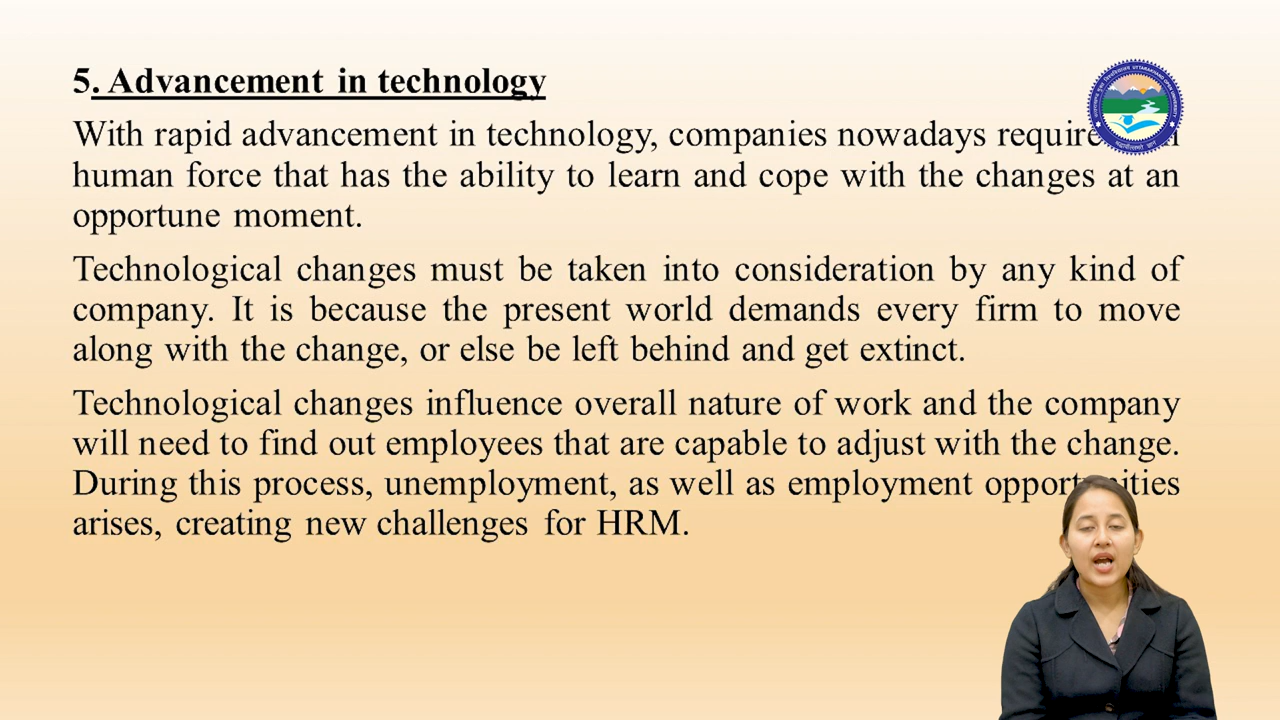 5. Advancement in technology
With rapid advancement in technology, companies nowadays require
human force that has the ability to learn and cope with the changes at an
opportune moment.
Technological changes must be taken into consideration by any kind of
company. It is because the present world demands every firm to move
along with the change, or else be left behind and get extinct.
Technological changes influence overall nature of work and the company
will need to find out employees that are capable to adjust with the change.
During this process, unemployment, as well as employment opportunities
arises, creating new challenges for HRM.
UTTARAKHAND OPEN UNIVERSITY